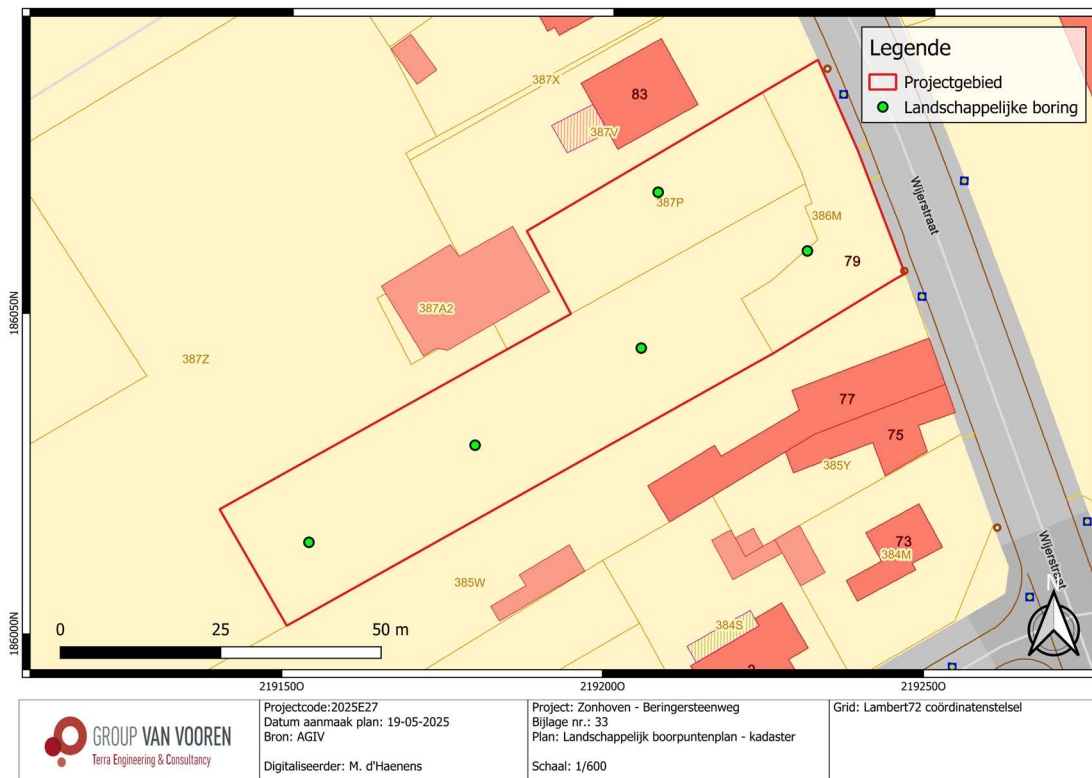 Legende
Projectgebied
Landschappelijke boring
387X
83
387V
387P
386M
79
Wijerstraat
387A2
387Z
77
75
385Y
73
384M
385W
384S
Wijerstraat
N
186050N
186000N
0 25 50 m
219150O 219200O 219250O
GROUP VAN VOOREN
Terra Engineering & Consultancy
Projectcode:2025E27
Datum aanmaak plan: 19-05-2025
Bron: AGIV
Digitaliseerder: M. d'Haenens
Project: Zonhoven - Beringersteenweg
Bijlage nr.: 33
Plan: Landschappelijk boorpuntenplan - kadaster
Schaal: 1/600
Grid: Lambert72 coördinatenstelsel